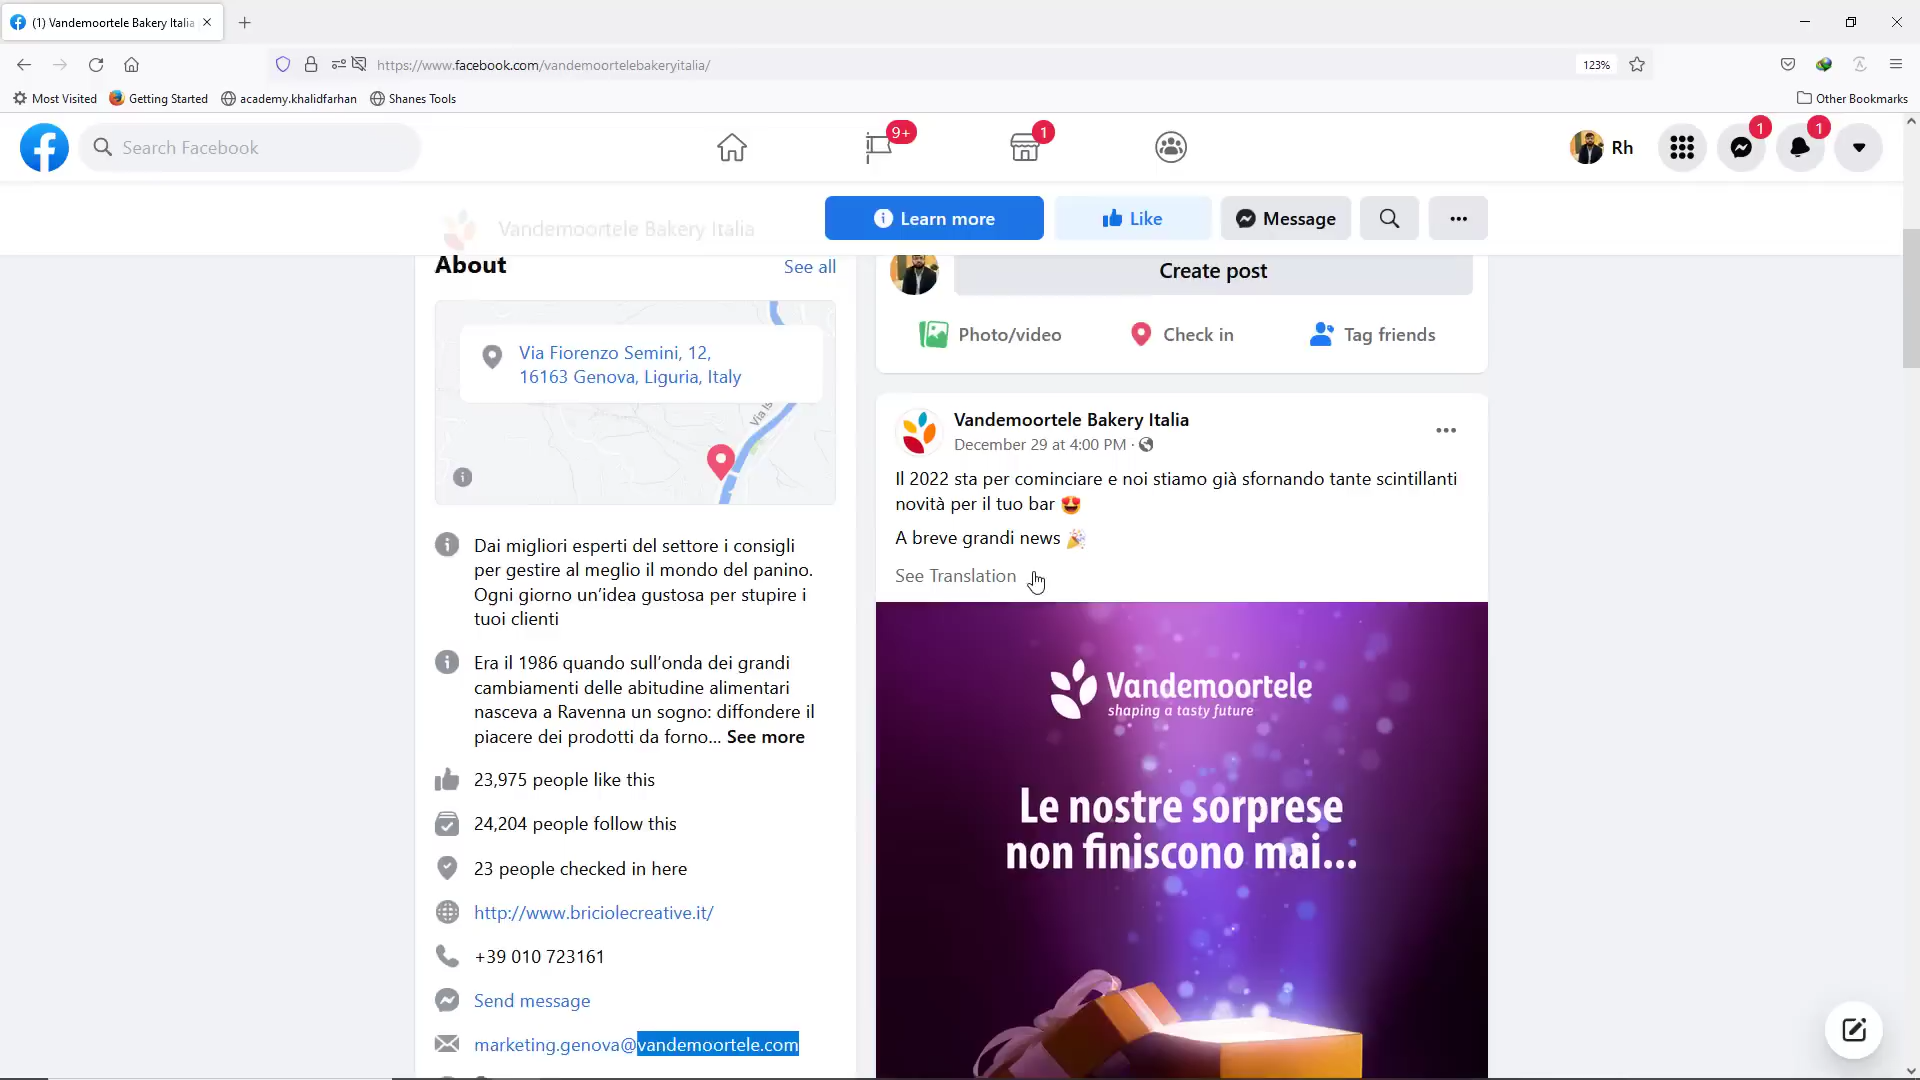 (1) Vandemoortele Bakery Italia
https://www.facebook.com/vandemoortelebakeryitalia/
123%
Most Visited
Getting Started
academy.khalidfarhan
Shanes Tools
Other Bookmarks
Search Facebook
9+
1
Rh
1
1
Vandemoortele Bakery Italia
Learn more
Like
Message
About
See all
Via Fiorenzo Semini, 12,
16163 Genova, Liguria, Italy
Via Is
Dai migliori esperti del settore i consigli
per gestire al meglio il mondo del panino.
Ogni giorno un'idea gustosa per stupire i
tuoi clienti
Era il 1986 quando sull'onda dei grandi
cambiamenti delle abitudine alimentari
nasceva a Ravenna un sogno: diffondere il
piacere dei prodotti da forno... See more
23,975 people like this
24,204 people follow this
23 people checked in here
http://www.briciolecreative.it/
+39 010 723161
Send message
marketing.genova@vandemoortele.com
Create post
Photo/video
Check in
Tag friends
Vandemoortele Bakery Italia
December 29 at 4:00 PM ·
Il 2022 sta per cominciare e noi stiamo già sfornando tante scintillanti
novità per il tuo bar 😍
A breve grandi news 🎉
See Translation
Vandemoortele
shaping a tasty future
Le nostre sorprese
non finiscono mai...